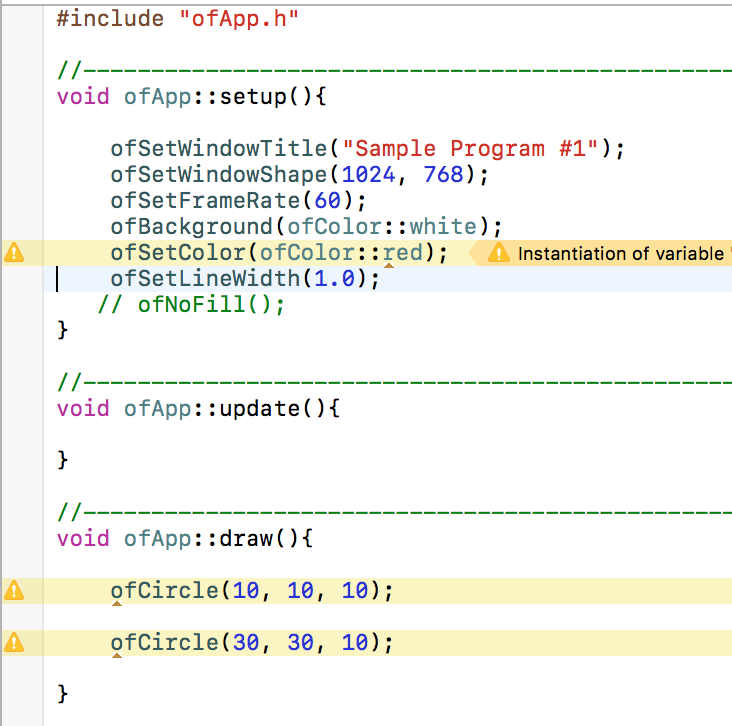 #include "ofApp.h"
//------------------------------------------------
void ofApp::setup(){
ofSetWindowTitle("Sample Program #1");
ofSetWindowShape(1024, 768);
ofSetFrameRate(60);
ofBackground(ofColor::white);
ofSetColor(ofColor::red); Instantiation of variable '
ofSetLineWidth(1.0);
// ofNoFill();
}
//------------------------------------------------
void ofApp::update(){
}
//------------------------------------------------
void ofApp::draw(){
ofCircle(10, 10, 10);
ofCircle(30, 30, 10);
}